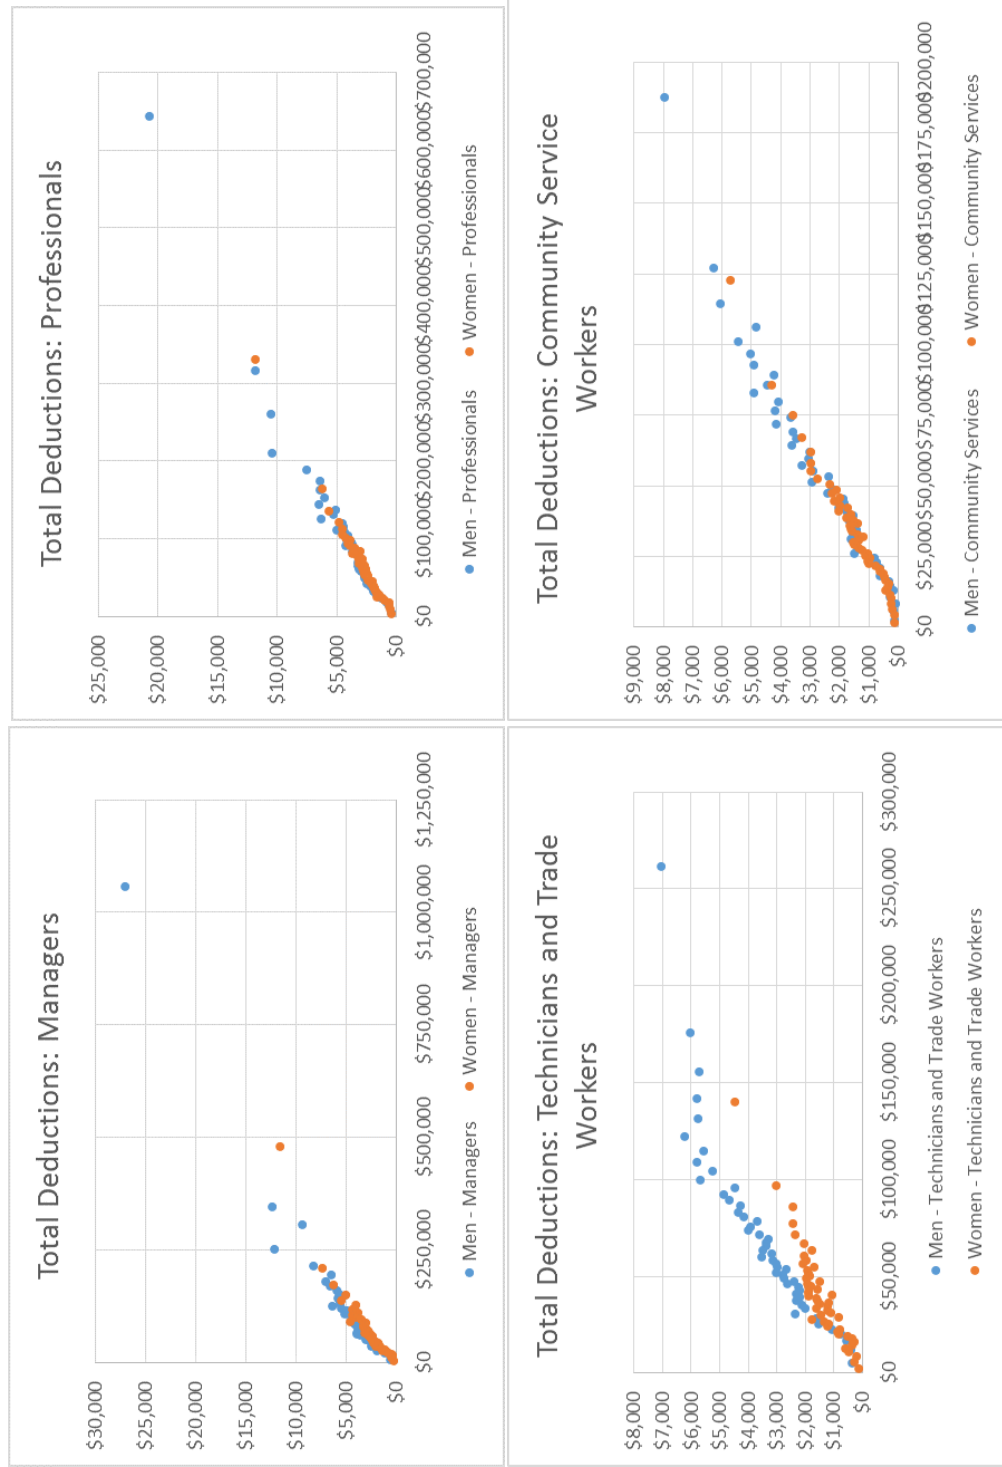 Total Deductions: Managers
$30,000
$25,000
$20,000
$15,000
$10,000
$5,000
$0
$0 $250,000 $500,000 $750,000 $1,000,000 $1,250,000
Men - Managers Women - Managers
Total Deductions: Professionals
$25,000
$20,000
$15,000
$10,000
$5,000
$0
$0 $100,000 $200,000 $300,000 $400,000 $500,000 $600,000 $700,000
Men - Professionals Women - Professionals
Total Deductions: Technicians and Trade
Workers
$8,000
$7,000
$6,000
$5,000
$4,000
$3,000
$2,000
$1,000
$0
$0 $50,000 $100,000 $150,000 $200,000 $250,000 $300,000
Men - Technicians and Trade Workers
Women - Technicians and Trade Workers
Total Deductions: Community Service
Workers
$9,000
$8,000
$7,000
$6,000
$5,000
$4,000
$3,000
$2,000
$1,000
$0
$0 $25,000 $50,000 $75,000 $100,000 $125,000 $150,000 $175,000 $200,000
Men - Community Services Women - Community Services